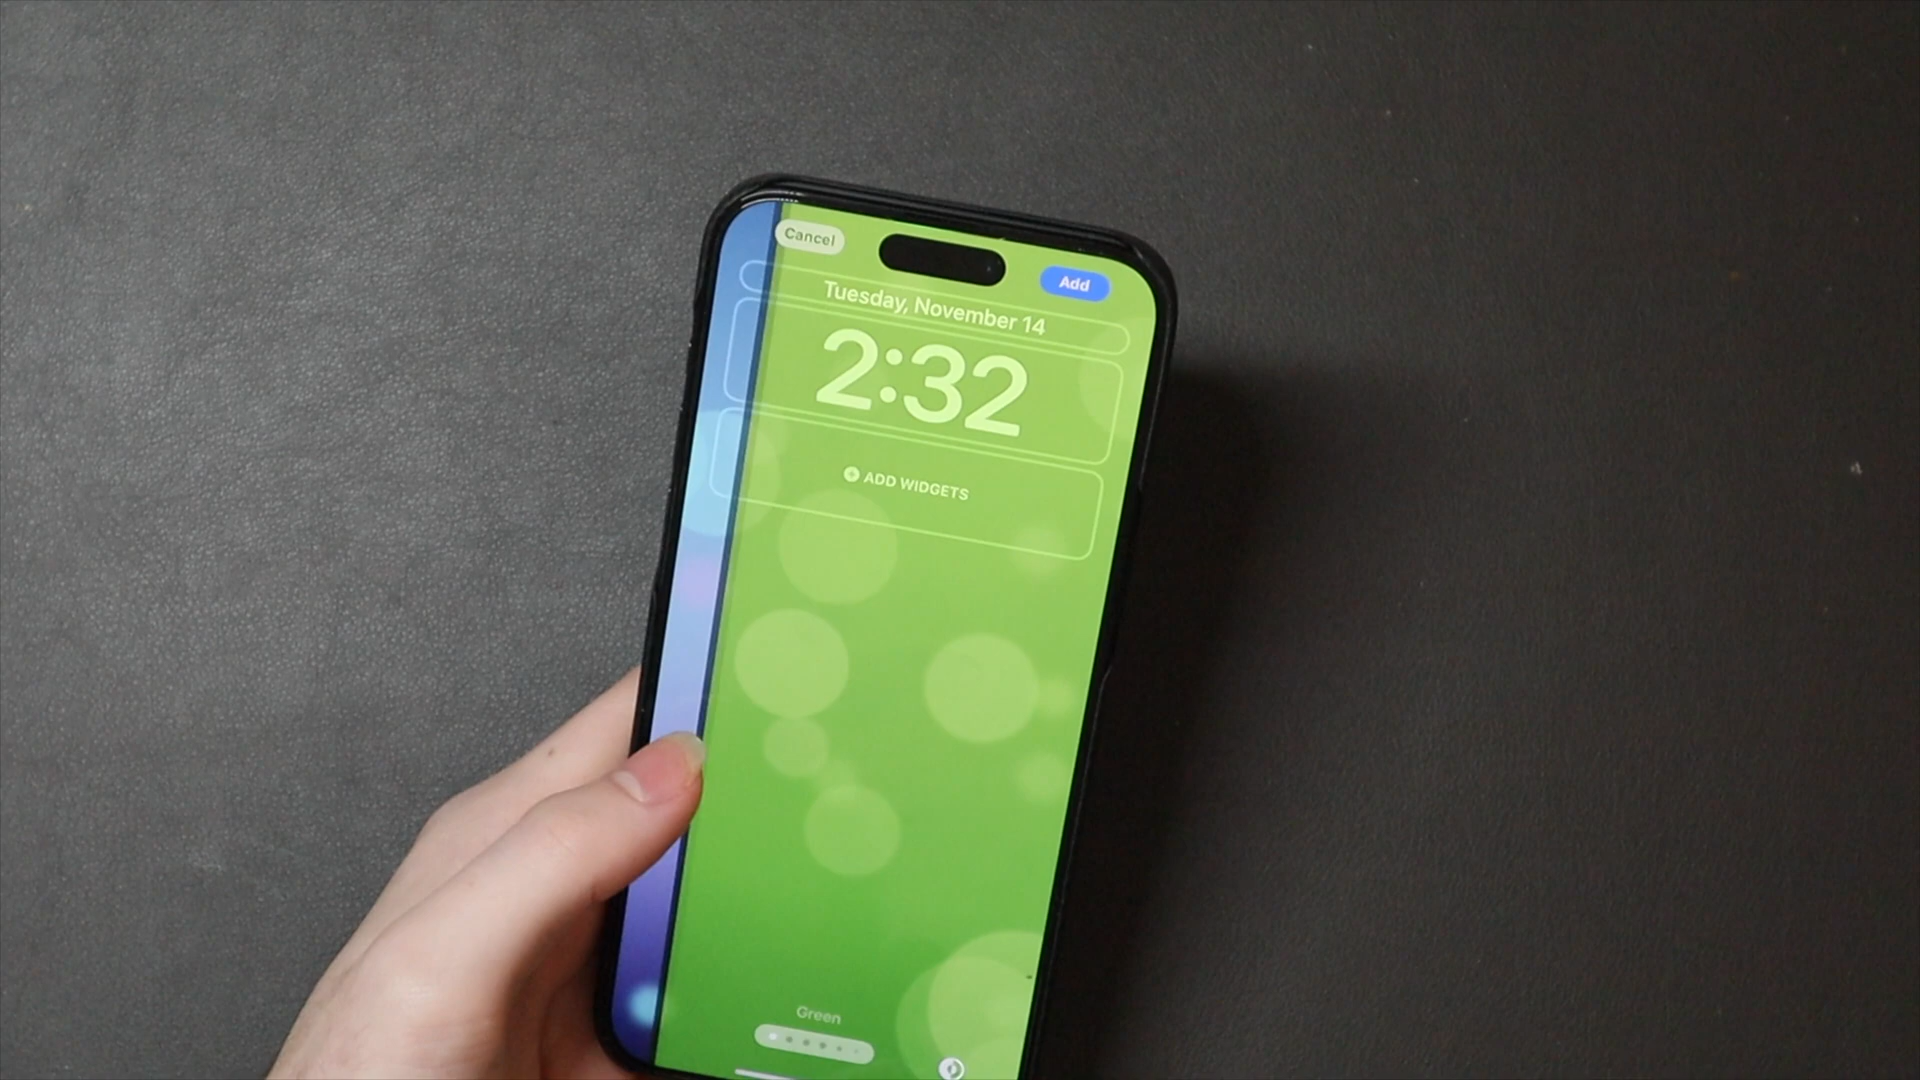 Cancel
Add
Tuesday, November 14
2:32
ADD WIDGETS
Green